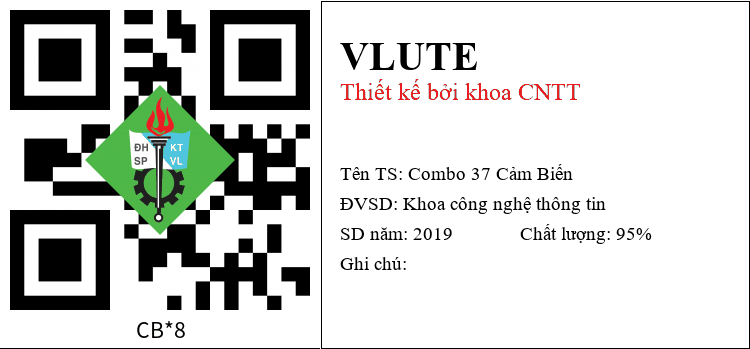 ĐH KT
SP VL
CB*8
VLUTE
Thiết kế bởi khoa CNTT
Tên TS: Combo 37 Cảm Biến
ĐVSD: Khoa công nghệ thông tin
SD năm: 2019 Chất lượng: 95%
Ghi chú: